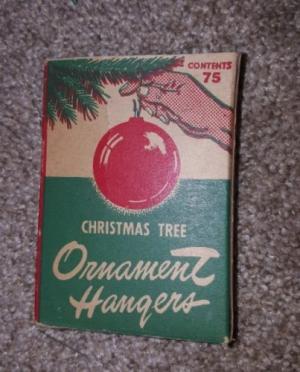 CONTENTS
75
CHRISTMAS TREE
Ornament
Hangers